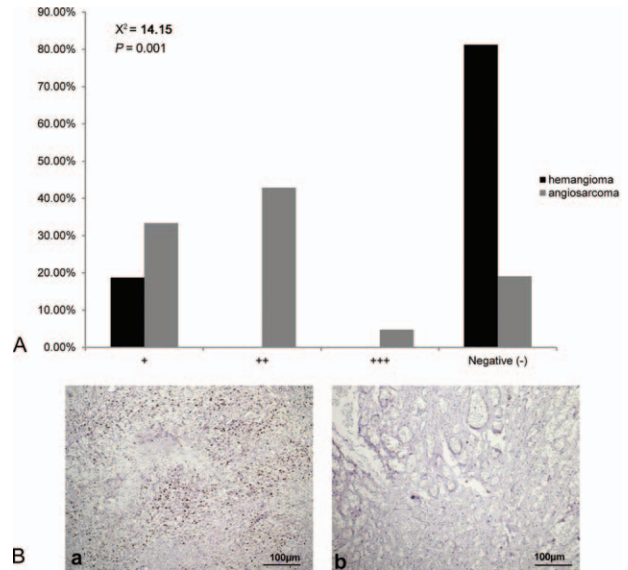 90.00%
80.00%
70.00%
60.00%
50.00%
40.00%
30.00%
20.00%
10.00%
0.00%
X² = 14.15
P = 0.001
hemangioma
angiosarcoma
+ ++ +++ Negative (-)
A
B
a 100µm
b 100µm